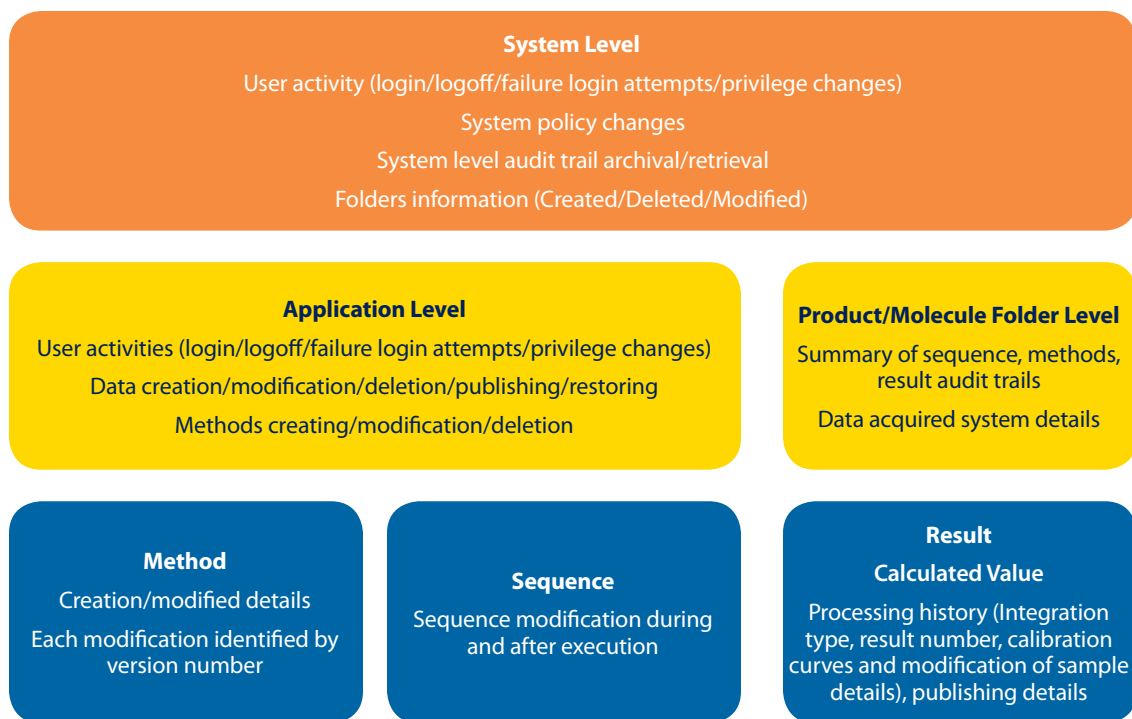 System Level
User activity (login/logoff/failure login attempts/privilege changes)
System policy changes
System level audit trail archival/retrieval
Folders information (Created/Deleted/Modified)
Application Level
User activities (login/logoff/failure login attempts/privilege changes)
Data creation/modification/deletion/publishing/restoring
Methods creating/modification/deletion
Product/Molecule Folder Level
Summary of sequence, methods,
result audit trails
Data acquired system details
Method
Creation/modified details
Each modification identified by
version number
Sequence
Sequence modification during
and after execution
Result
Calculated Value
Processing history (Integration
type, result number, calibration
curves and modification of sample
details), publishing details